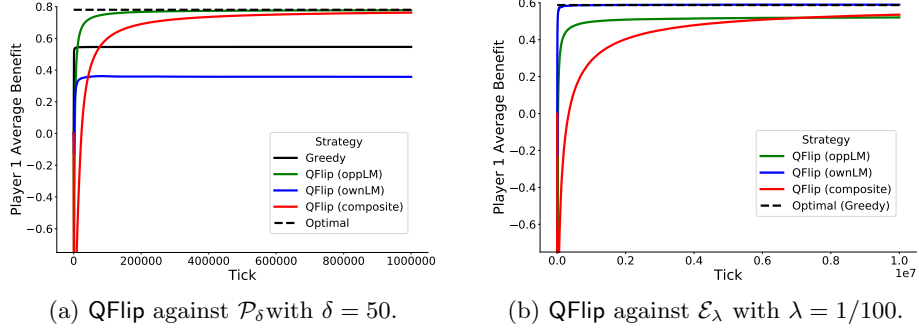 0.8
0.6
0.4
0.2
0.0
−0.2
−0.4
−0.6
Player 1 Average Benefit
Strategy
Greedy
QFlip (oppLM)
QFlip (ownLM)
QFlip (composite)
Optimal
0 200000 400000 600000 800000 1000000
Tick
(a) QFlip against 𝒫δwith δ = 50.
0.6
0.4
0.2
0.0
−0.2
−0.4
−0.6
Player 1 Average Benefit
Strategy
QFlip (oppLM)
QFlip (ownLM)
QFlip (composite)
Optimal (Greedy)
0.0 0.2 0.4 0.6 0.8 1.0
1e7
Tick
(b) QFlip against ℰλ with λ = 1/100.